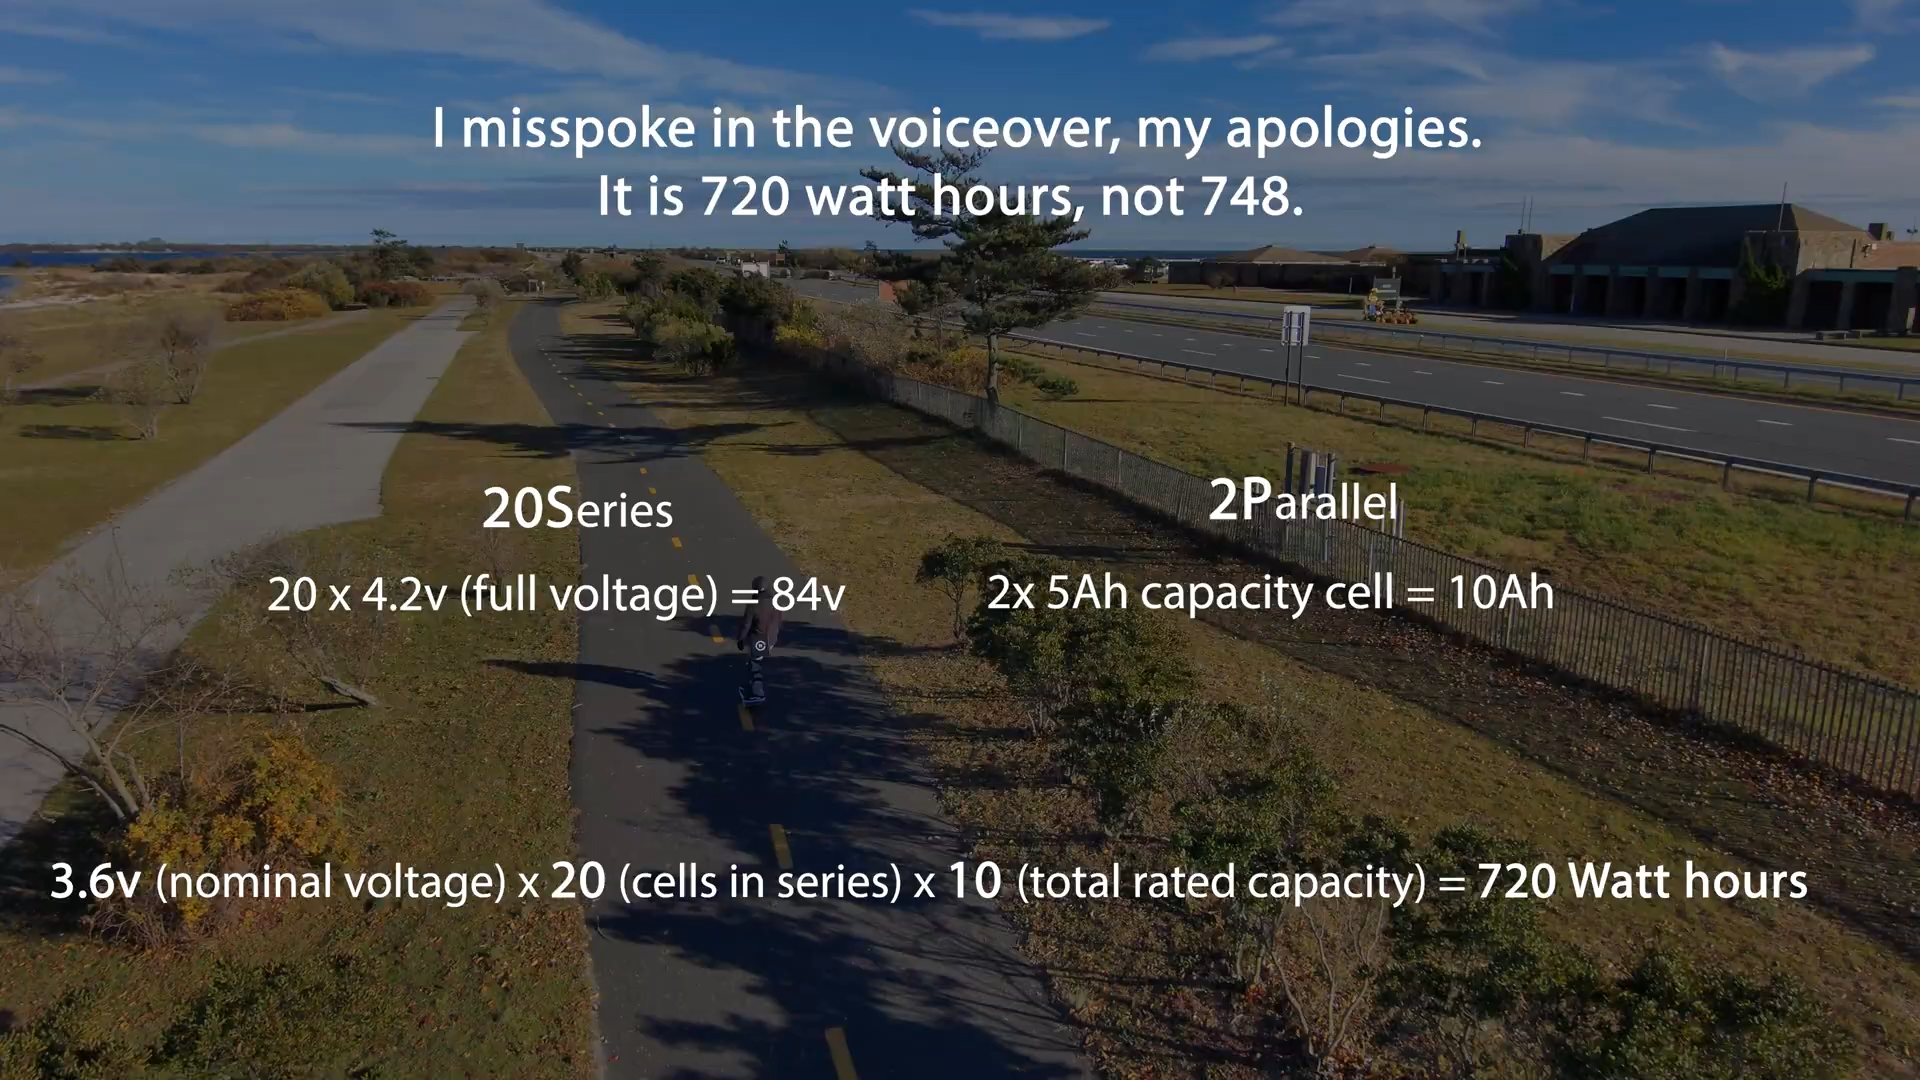 I misspoke in the voiceover, my apologies.
It is 720 watt hours, not 748.
20Series
2Parallel
20 x 4.2v (full voltage) = 84v
2x 5Ah capacity cell = 10Ah
3.6v (nominal voltage) x 20 (cells in series) x 10 (total rated capacity) = 720 Watt hours